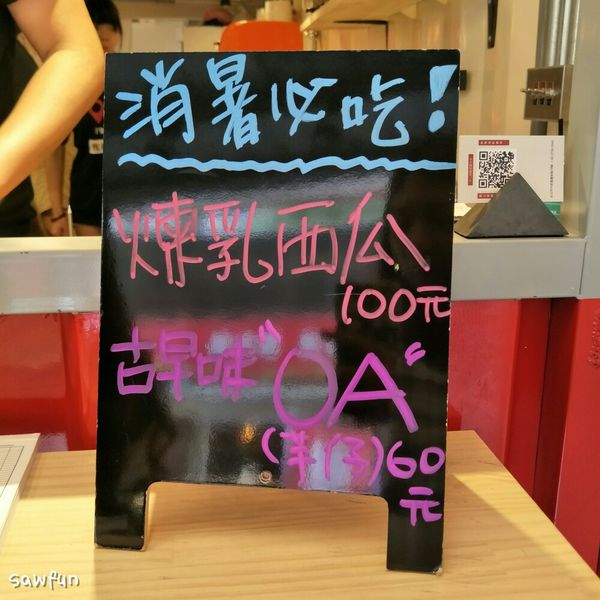 消暑必吃!
煉乳西瓜
100元
古早味"OA"
(半仔)60
元
sawfun